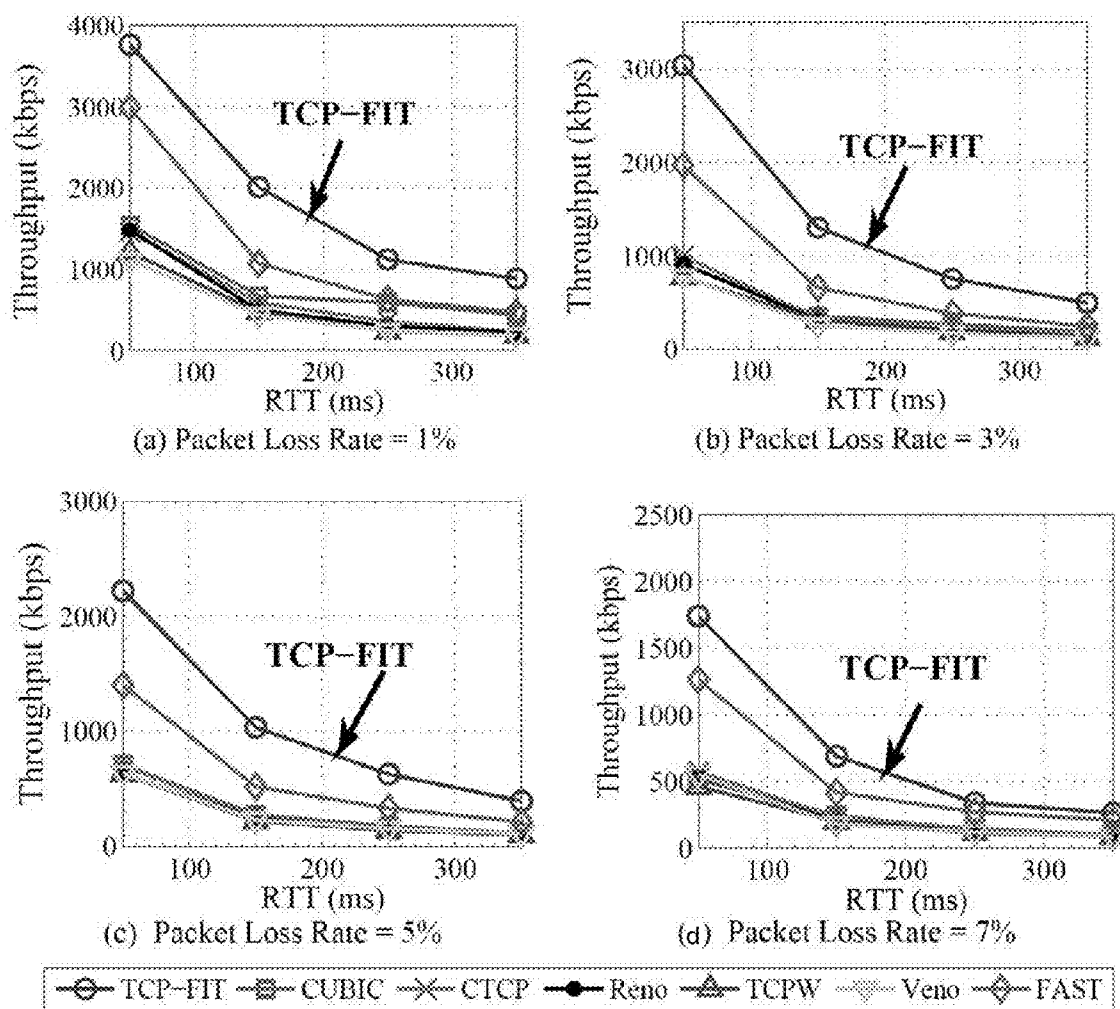 4000
3000
2000
1000
0
Throughput (kbps)
TCP-FIT
100 200 300
RTT (ms)
(a) Packet Loss Rate = 1%
3000
2000
1000
0
Throughput (kbps)
TCP-FIT
100 200 300
RTT (ms)
(b) Packet Loss Rate = 3%
3000
2000
1000
0
Throughput (kbps)
TCP-FIT
100 200 300
RTT (ms)
(c) Packet Loss Rate = 5%
2500
2000
1500
1000
500
0
Throughput (kbps)
TCP-FIT
100 200 300
RTT (ms)
(d) Packet Loss Rate = 7%
TCP-FIT CUBIC CTCP Reno TCPW Veno FAST